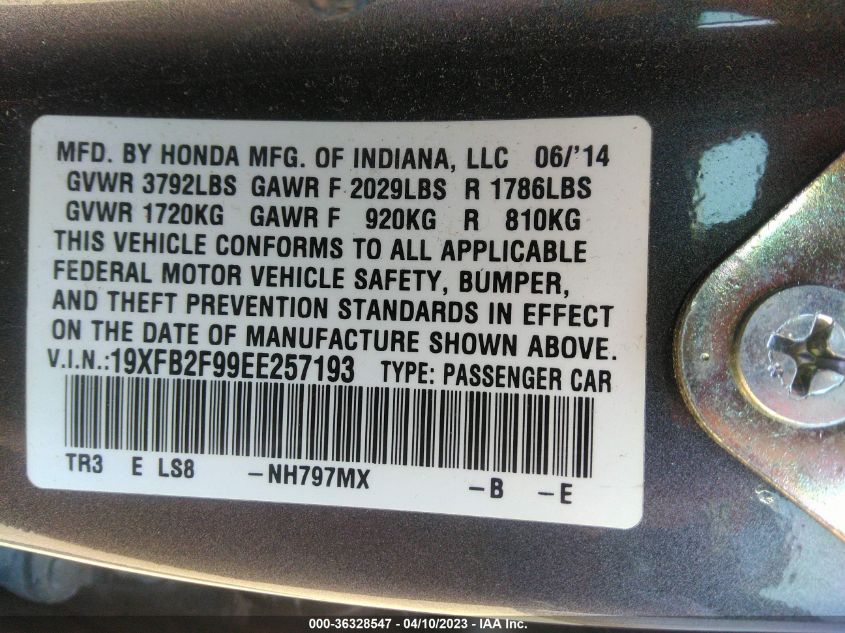 MFD. BY HONDA MFG. OF INDIANA, LLC 06/'14
GVWR 3792LBS GAWR F 2029LBS R 1786LBS
GVWR 1720KG GAWR F 920KG R 810KG
THIS VEHICLE CONFORMS TO ALL APPLICABLE
FEDERAL MOTOR VEHICLE SAFETY, BUMPER,
AND THEFT PREVENTION STANDARDS IN EFFECT
ON THE DATE OF MANUFACTURE SHOWN ABOVE.
V.I.N.:19XFB2F99EE257193 TYPE: PASSENGER CAR
TR3 E LS8 -NH797MX -B -E
000-36328547 - 04/10/2023 - IAA Inc.